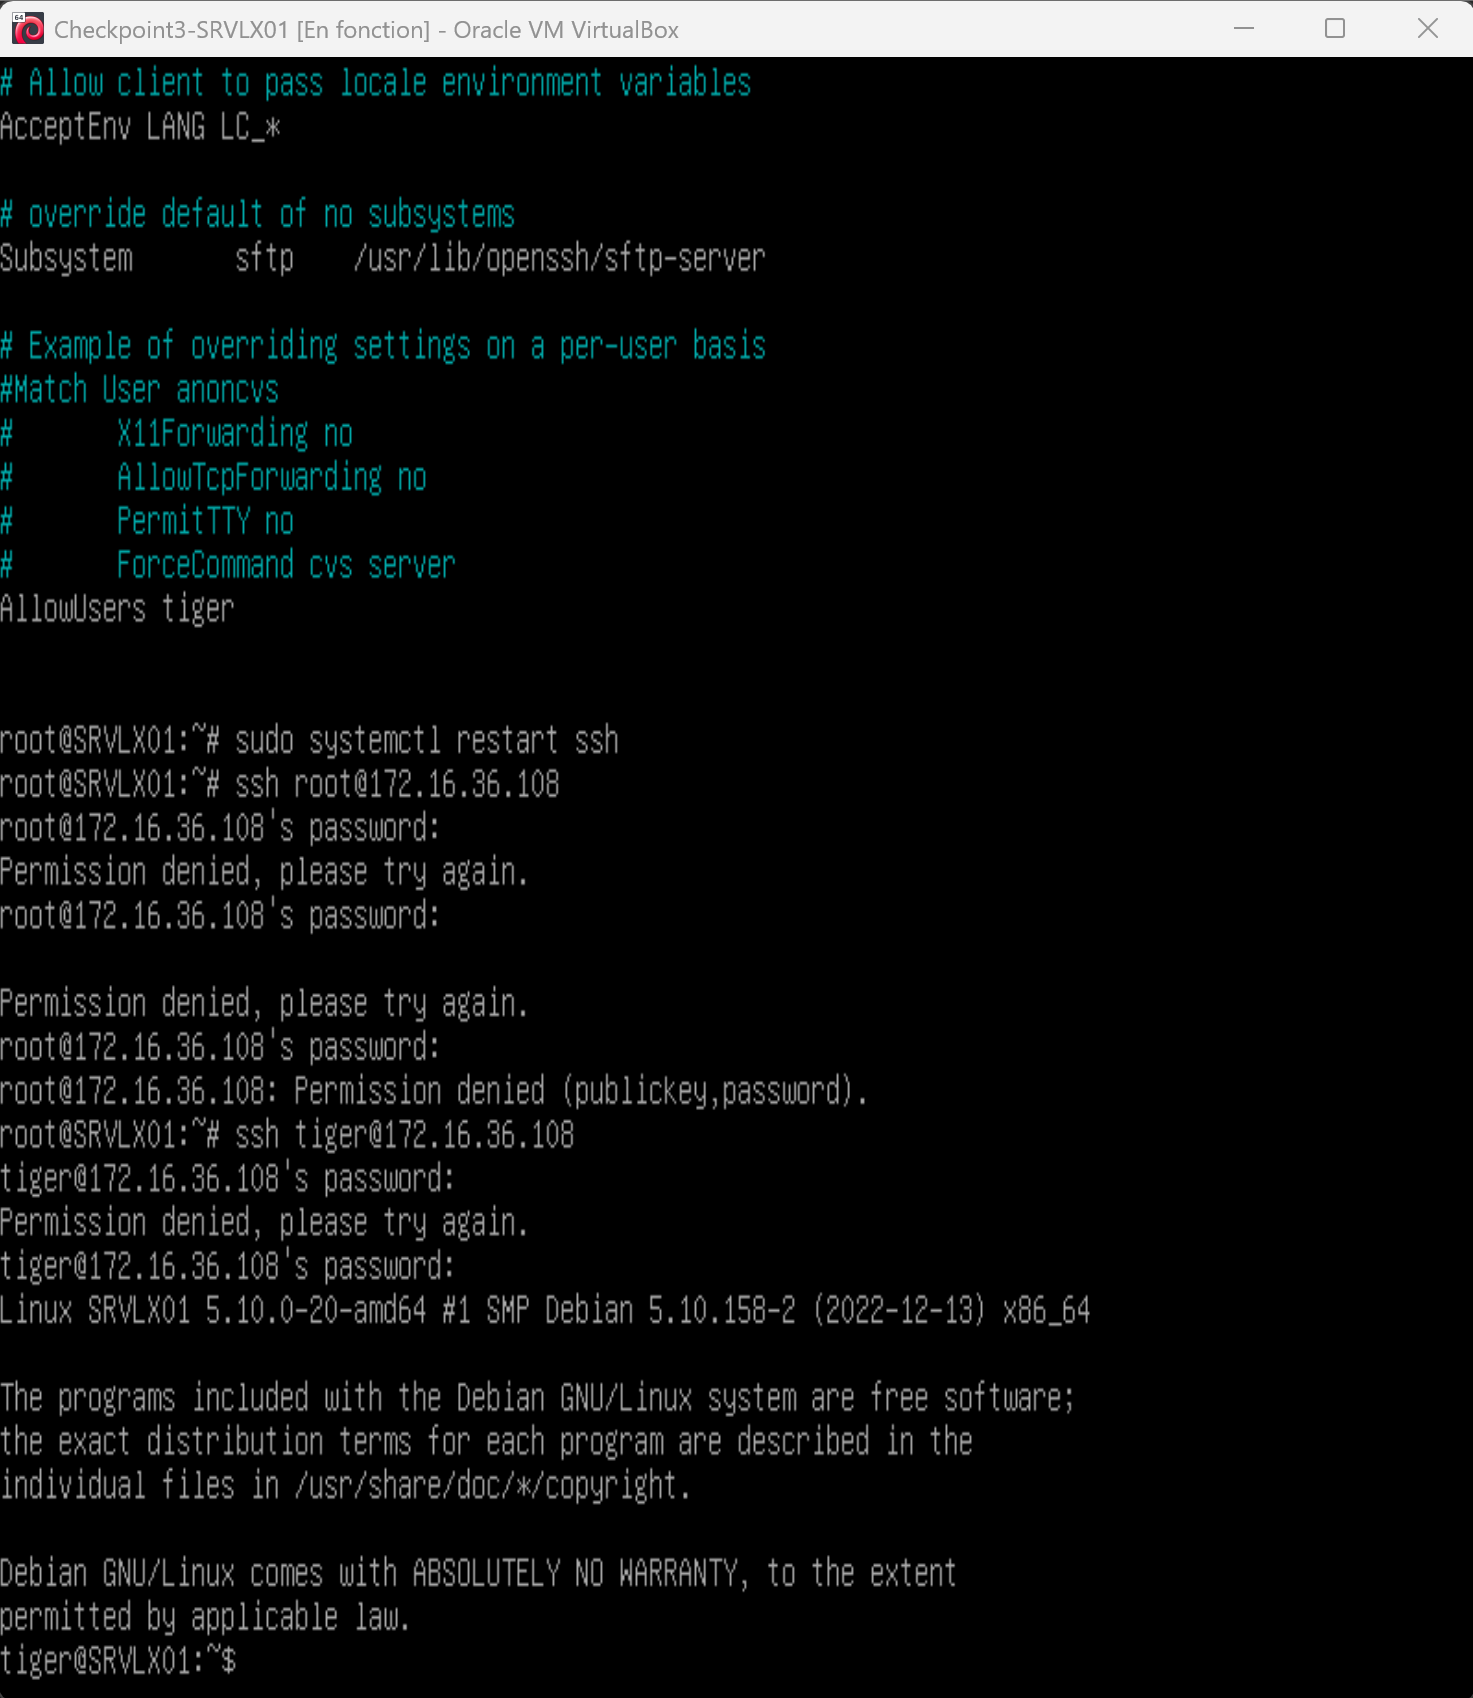 64
Checkpoint3-SRVLX01 [En fonction] - Oracle VM VirtualBox
# Allow client to pass locale environment variables
AcceptEnv LANG LC_*
# override default of no subsystems
Subsystem       sftp    /usr/lib/openssh/sftp-server
# Example of overriding settings on a per-user basis
#Match User anoncvs
#       X11Forwarding no
#       AllowTcpForwarding no
#       PermitTTY no
#       ForceCommand cvs server
AllowUsers tiger
root@SRVLX01:~# sudo systemctl restart ssh
root@SRVLX01:~# ssh root@172.16.36.108
root@172.16.36.108's password:
Permission denied, please try again.
root@172.16.36.108's password:
Permission denied, please try again.
root@172.16.36.108's password:
root@172.16.36.108: Permission denied (publickey,password).
root@SRVLX01:~# ssh tiger@172.16.36.108
tiger@172.16.36.108's password:
Permission denied, please try again.
tiger@172.16.36.108's password:
Linux SRVLX01 5.10.0-20-amd64 #1 SMP Debian 5.10.158-2 (2022-12-13) x86_64
The programs included with the Debian GNU/Linux system are free software;
the exact distribution terms for each program are described in the
individual files in /usr/share/doc/*/copyright.
Debian GNU/Linux comes with ABSOLUTELY NO WARRANTY, to the extent
permitted by applicable law.
tiger@SRVLX01:~$